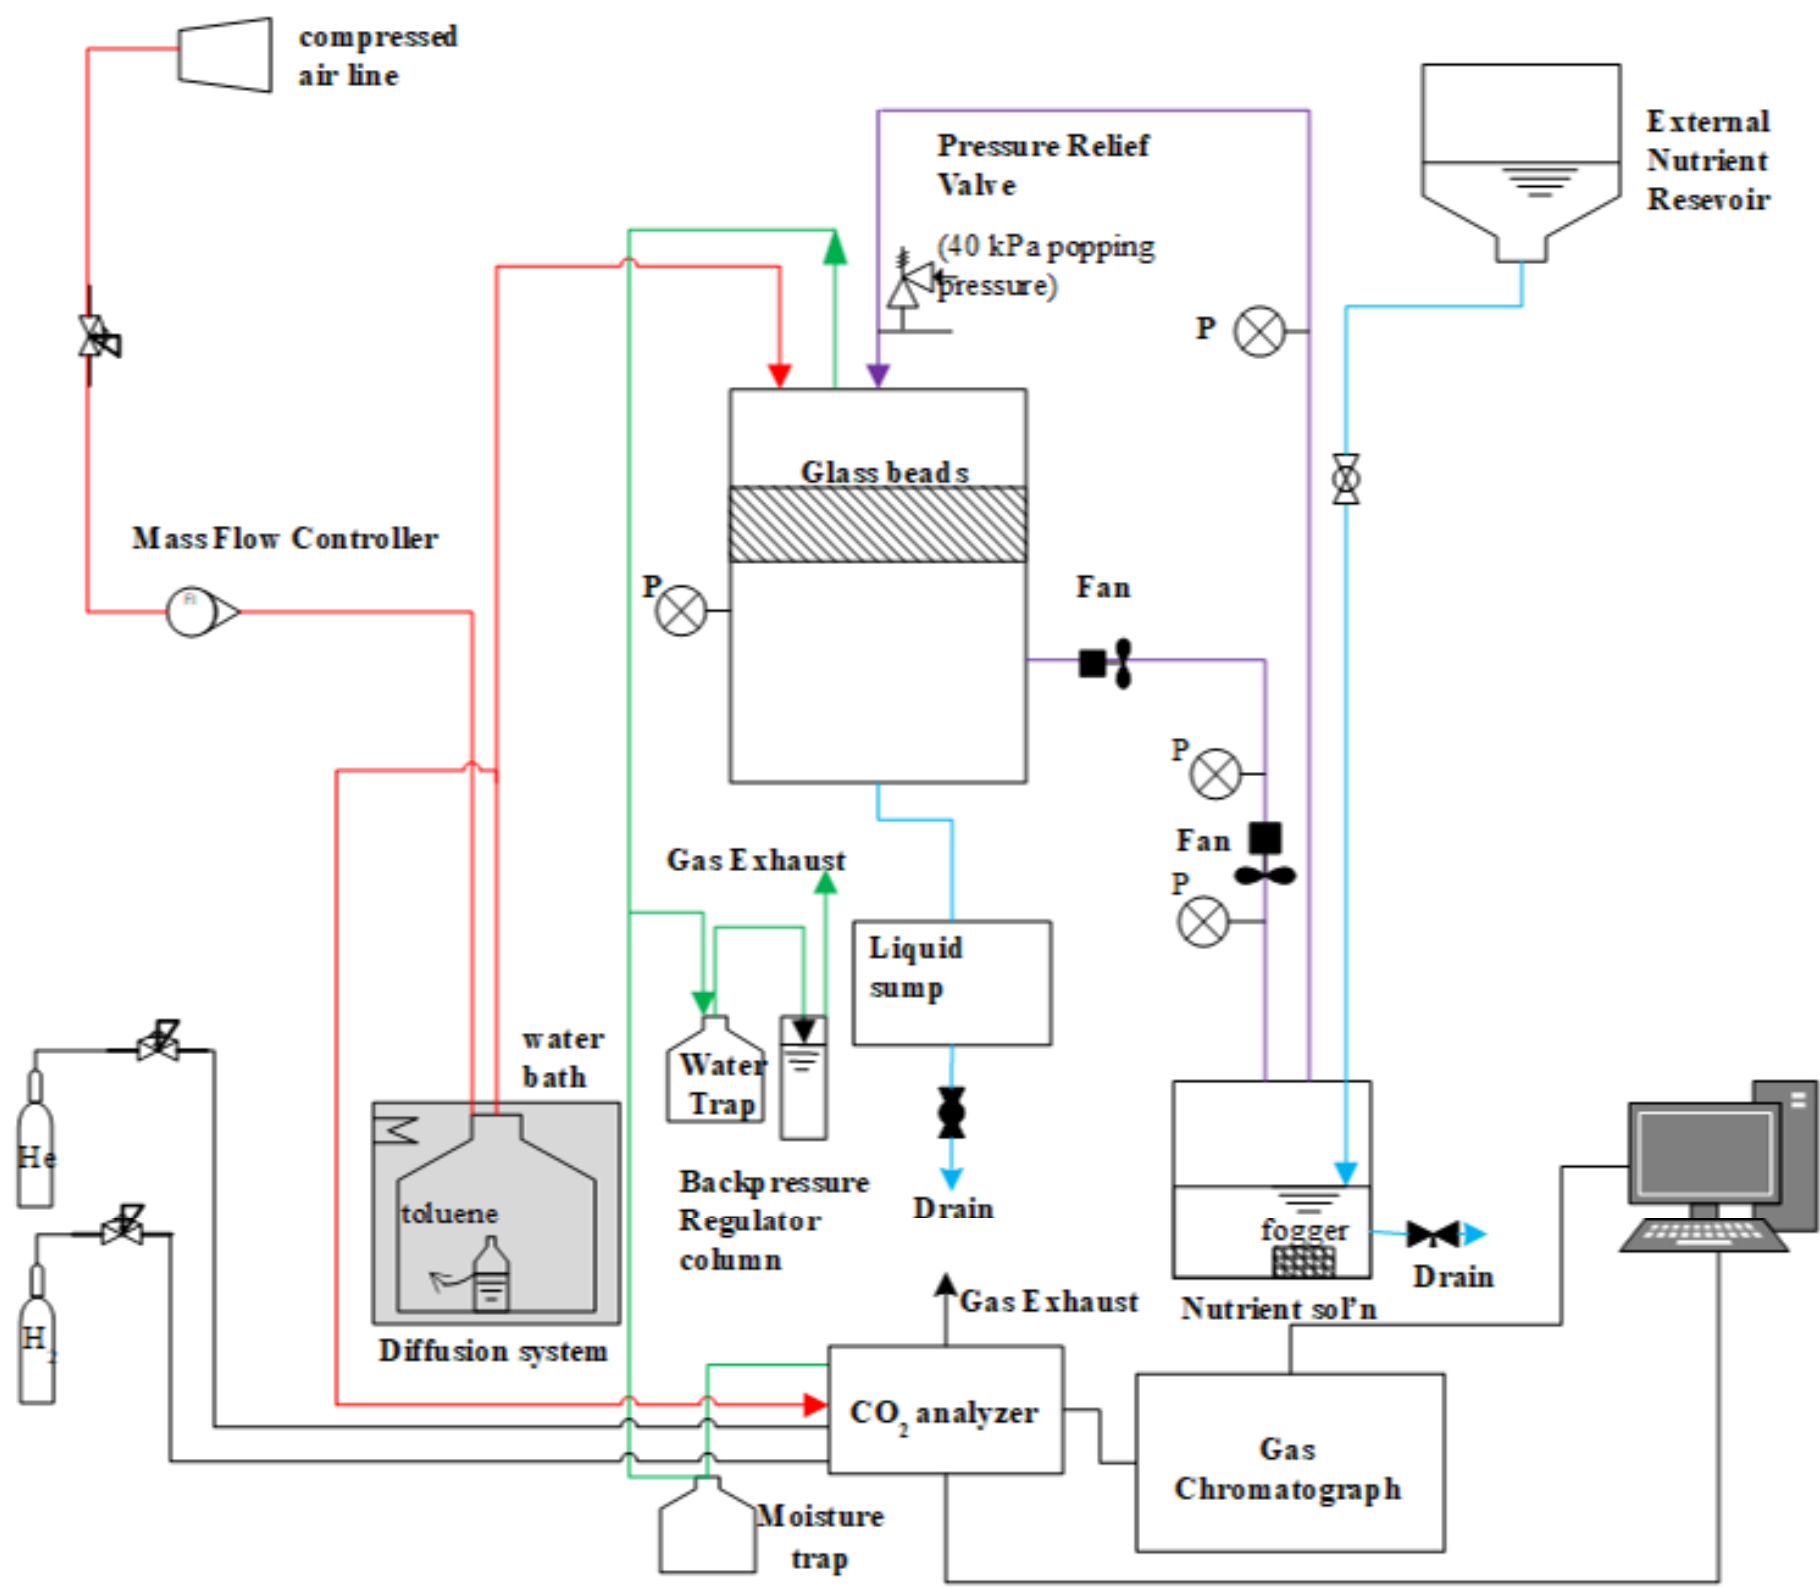 compressed
air line
Pressure Relief
Valve
(40 kPa popping
pressure)
External
Nutrient
Resevoir
P
Glass beads
Mass Flow Controller
P
Fan
P
Fan
P
Gas Exhaust
Liquid
sump
water
bath
Water
Trap
He
Backpressure
Regulator
column
Drain
toluene
fogger
H2
Drain
Gas Exhaust
Nutrient sol'n
Diffusion system
CO2 analyzer
Gas
Chromatograph
Moisture
trap